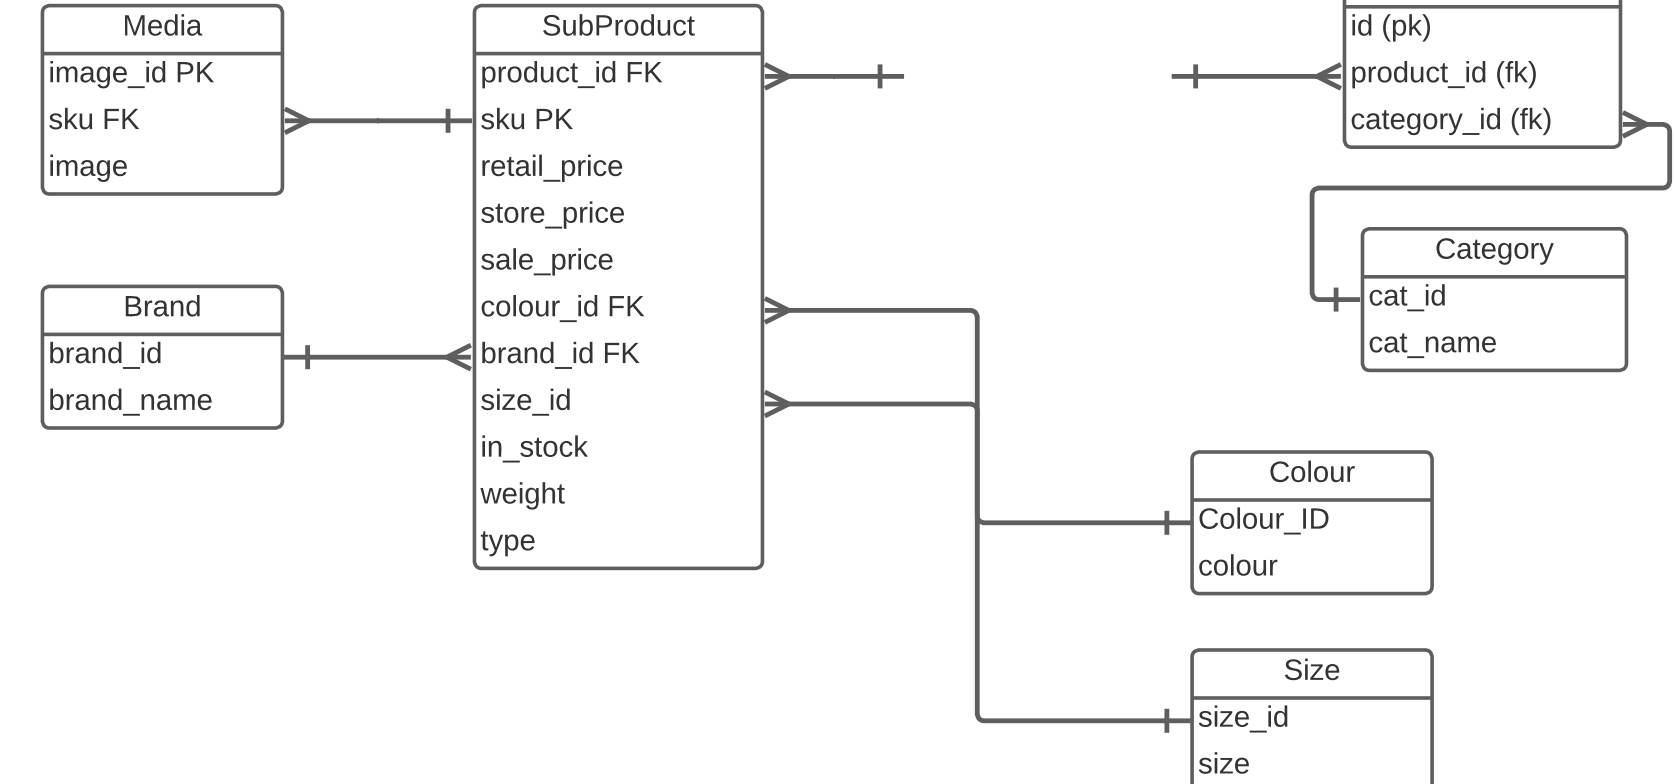 Media
image_id PK
sku FK
image
SubProduct
product_id FK
sku PK
retail_price
store_price
sale_price
colour_id FK
brand_id FK
size_id
in_stock
weight
type
id (pk)
product_id (fk)
category_id (fk)
Category
cat_id
cat_name
Brand
brand_id
brand_name
Colour
Colour_ID
colour
Size
size_id
size